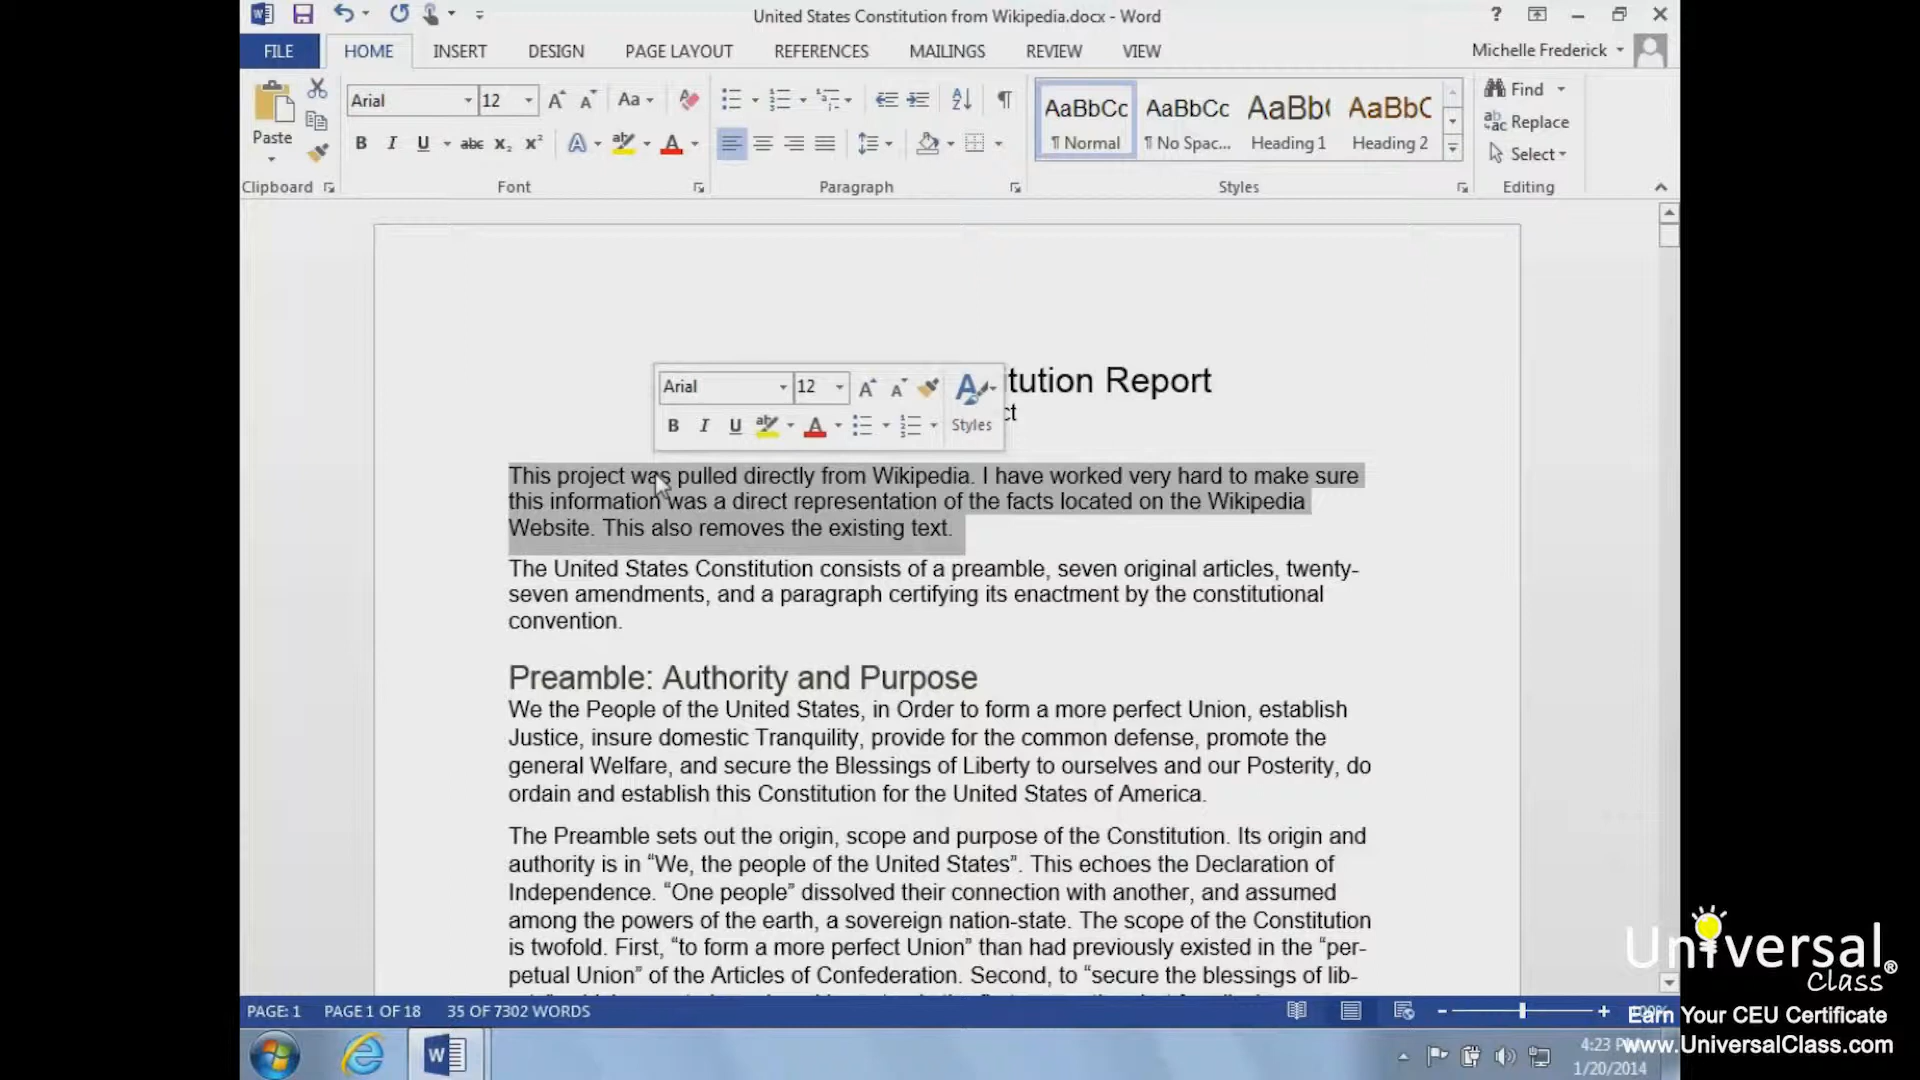 United States Constitution from Wikipedia.docx - Word
?
FILE HOME INSERT DESIGN PAGE LAYOUT REFERENCES MAILINGS REVIEW VIEW
Michelle Frederick
Paste
Arial 12
Aa
B I U abc X₂ X²
A aby A
AZ ¶
AaBbCc AaBbCc AaBb( AaBbC
¶ Normal ¶ No Spac... Heading 1 Heading 2
Find
Replace
Select
Clipboard Font Paragraph Styles Editing
Arial 12
B I U aby A Styles
tution Report
ct
This project was pulled directly from Wikipedia. I have worked very hard to make sure
this information was a direct representation of the facts located on the Wikipedia
Website. This also removes the existing text.
The United States Constitution consists of a preamble, seven original articles, twenty-
seven amendments, and a paragraph certifying its enactment by the constitutional
convention.
Preamble: Authority and Purpose
We the People of the United States, in Order to form a more perfect Union, establish
Justice, insure domestic Tranquility, provide for the common defense, promote the
general Welfare, and secure the Blessings of Liberty to ourselves and our Posterity, do
ordain and establish this Constitution for the United States of America.
The Preamble sets out the origin, scope and purpose of the Constitution. Its origin and
authority is in “We, the people of the United States”. This echoes the Declaration of
Independence. “One people” dissolved their connection with another, and assumed
among the powers of the earth, a sovereign nation-state. The scope of the Constitution
is twofold. First, “to form a more perfect Union” than had previously existed in the “per-
petual Union” of the Articles of Confederation. Second, to “secure the blessings of lib-
PAGE: 1 PAGE 1 OF 18 35 OF 7302 WORDS
4:23 PM
1/20/2014
Universal
Class®
Earn Your CEU Certificate
www.UniversalClass.com